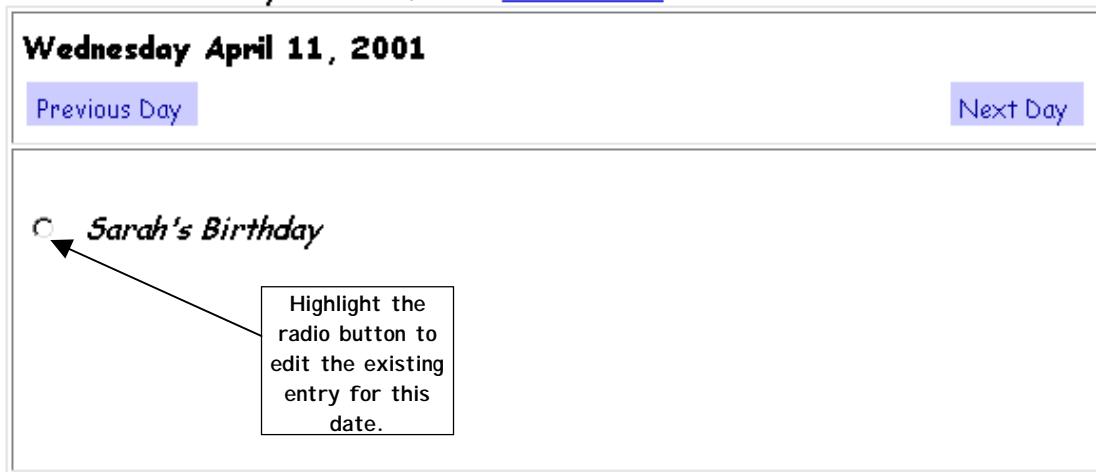 Wednesday April 11, 2001
Previous Day
Next Day
Sarah's Birthday
Highlight the
radio button to
edit the existing
entry for this
date.